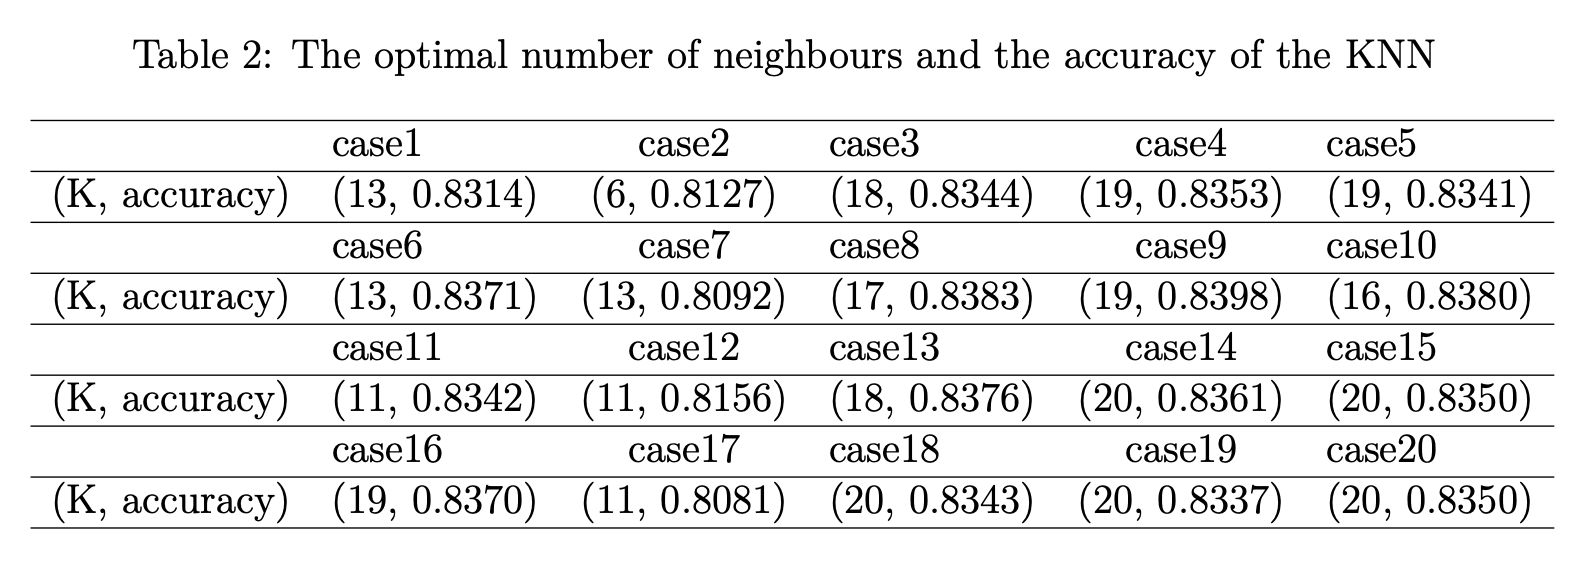 Table 2: The optimal number of neighbours and the accuracy of the KNN
case1 case2 case3 case4 case5
(K, accuracy) (13, 0.8314) (6, 0.8127) (18, 0.8344) (19, 0.8353) (19, 0.8341)
case6 case7 case8 case9 case10
(K, accuracy) (13, 0.8371) (13, 0.8092) (17, 0.8383) (19, 0.8398) (16, 0.8380)
case11 case12 case13 case14 case15
(K, accuracy) (11, 0.8342) (11, 0.8156) (18, 0.8376) (20, 0.8361) (20, 0.8350)
case16 case17 case18 case19 case20
(K, accuracy) (19, 0.8370) (11, 0.8081) (20, 0.8343) (20, 0.8337) (20, 0.8350)